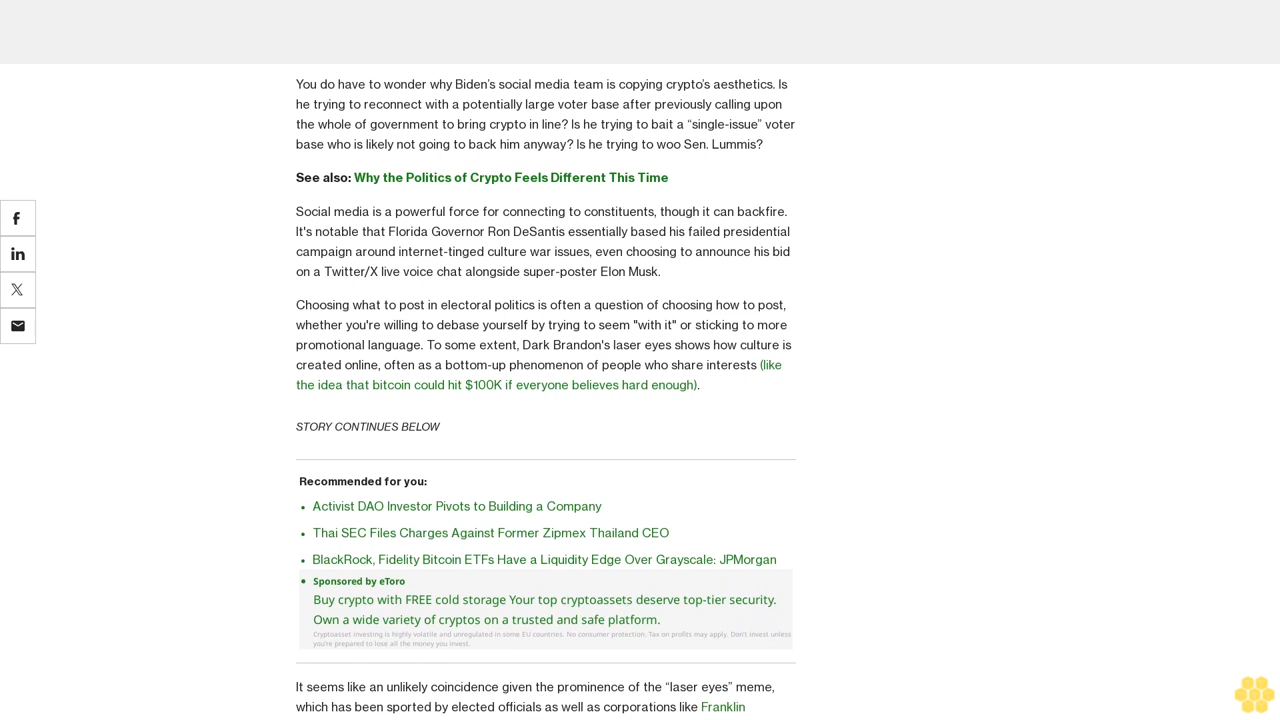 You do have to wonder why Biden’s social media team is copying crypto’s aesthetics. Is
he trying to reconnect with a potentially large voter base after previously calling upon
the whole of government to bring crypto in line? Is he trying to bait a “single-issue” voter
base who is likely not going to back him anyway? Is he trying to woo Sen. Lummis?
See also: Why the Politics of Crypto Feels Different This Time
Social media is a powerful force for connecting to constituents, though it can backfire.
It's notable that Florida Governor Ron DeSantis essentially based his failed presidential
campaign around internet-tinged culture war issues, even choosing to announce his bid
on a Twitter/X live voice chat alongside super-poster Elon Musk.
Choosing what to post in electoral politics is often a question of choosing how to post,
whether you're willing to debase yourself by trying to seem "with it" or sticking to more
promotional language. To some extent, Dark Brandon's laser eyes shows how culture is
created online, often as a bottom-up phenomenon of people who share interests (like
the idea that bitcoin could hit $100K if everyone believes hard enough).
STORY CONTINUES BELOW
Recommended for you:
• Activist DAO Investor Pivots to Building a Company
• Thai SEC Files Charges Against Former Zipmex Thailand CEO
• BlackRock, Fidelity Bitcoin ETFs Have a Liquidity Edge Over Grayscale: JPMorgan
• Sponsored by eToro
Buy crypto with FREE cold storage Your top cryptoassets deserve top-tier security.
Own a wide variety of cryptos on a trusted and safe platform.
Cryptoasset investing is highly volatile and unregulated in some EU countries. No consumer protection. Tax on profits may apply. Don't invest unless
you're prepared to lose all the money you invest.
It seems like an unlikely coincidence given the prominence of the “laser eyes” meme,
which has been sported by elected officials as well as corporations like Franklin